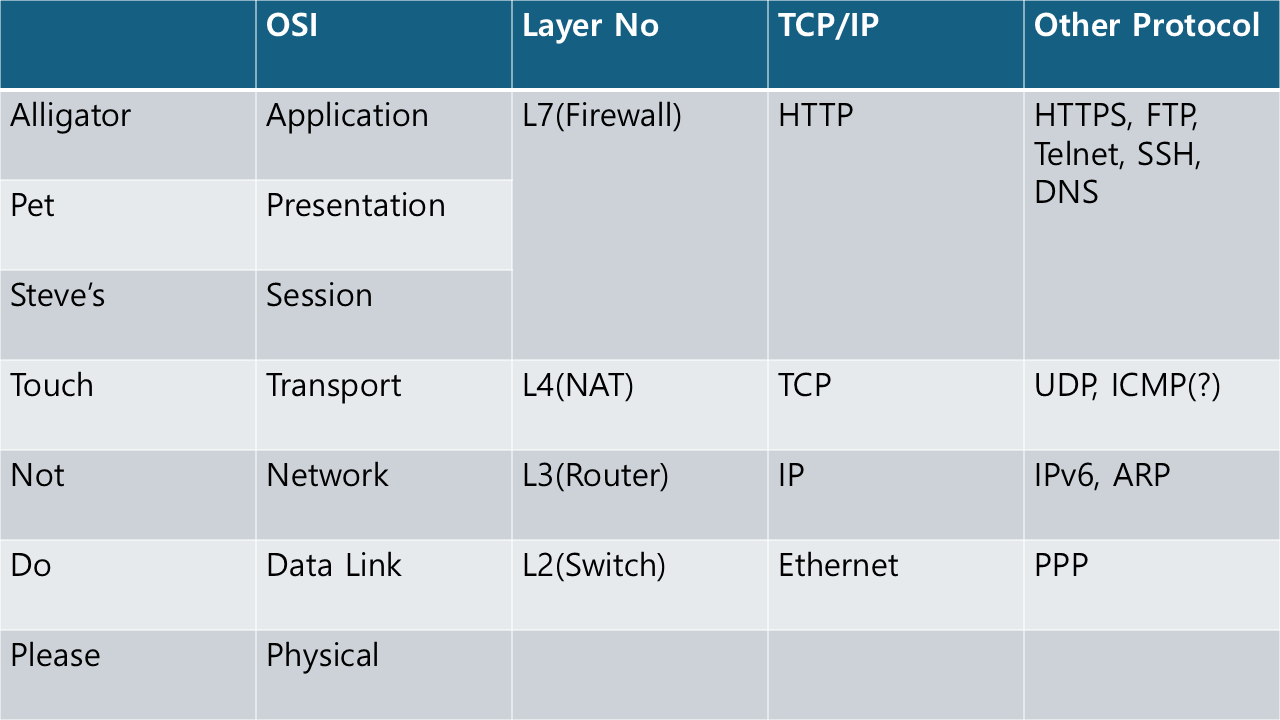 OSI Layer No TCP/IP Other Protocol
Alligator Application L7(Firewall) HTTP HTTPS, FTP,
Telnet, SSH,
DNS
Pet Presentation
Steve’s Session
Touch Transport L4(NAT) TCP UDP, ICMP(?)
Not Network L3(Router) IP IPv6, ARP
Do Data Link L2(Switch) Ethernet PPP
Please Physical